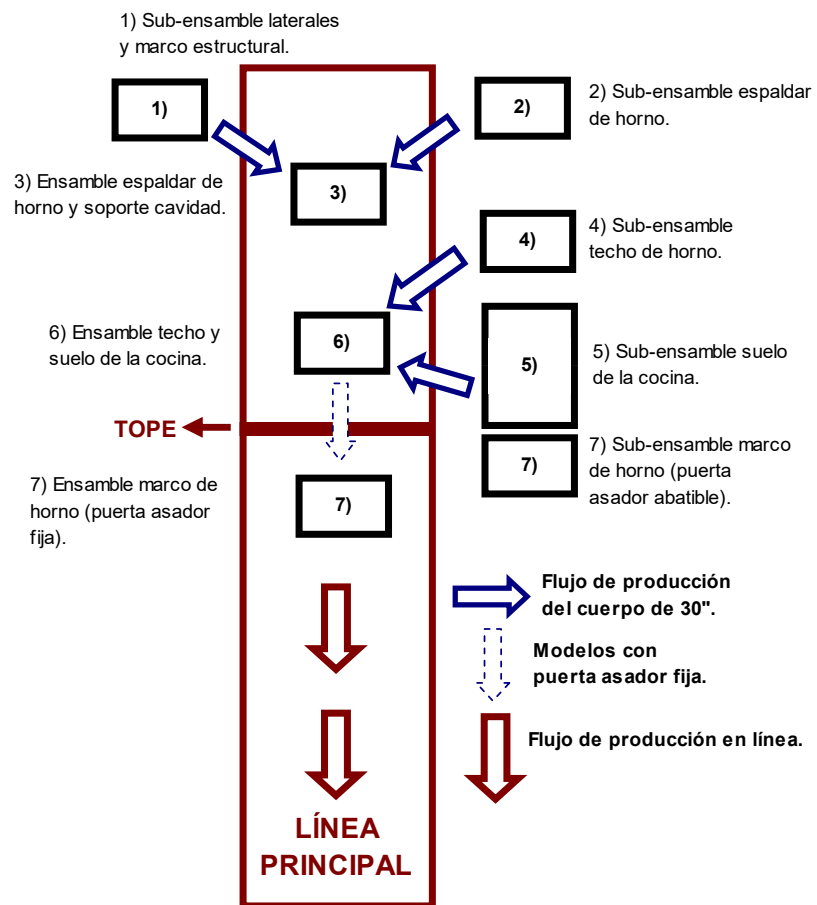 1) Sub-ensamble laterales
y marco estructural.
1)
2)
2) Sub-ensamble espaldar
de horno.
3) Ensamble espaldar de
horno y soporte cavidad.
3)
4)
4) Sub-ensamble
techo de horno.
6) Ensamble techo y
suelo de la cocina.
6)
5)
5) Sub-ensamble suelo
de la cocina.
TOPE
7) Ensamble marco de
horno (puerta asador
fija).
7)
7)
7) Sub-ensamble marco
de horno (puerta
asador abatible).
Flujo de producción
del cuerpo de 30".
Modelos con
puerta asador fija.
Flujo de producción en línea.
LÍNEA
PRINCIPAL